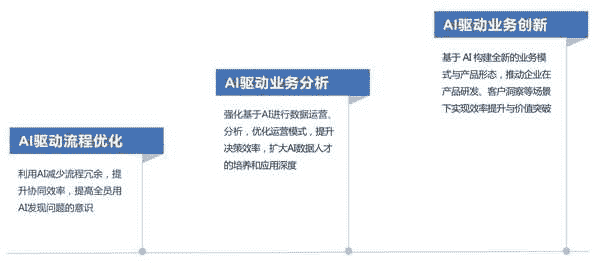 AI驱动流程优化
利用AI减少流程冗余，提
升协同效率，提高全员用
AI发现问题的意识
AI驱动业务分析
强化基于AI进行数据运营、
分析，优化运营模式，提升
决策效率，扩大AI数据人才
的培养和应用深度
AI驱动业务创新
基于 AI 构建全新的业务模
式与产品形态，推动企业在
产品研发、客户洞察等场景
下实现效率提升与价值突破